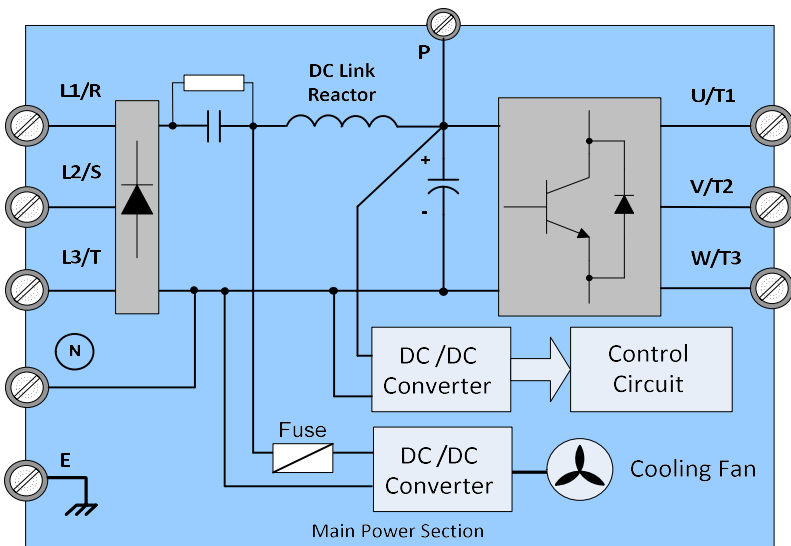 P
L1/R
DC Link
Reactor
U/T1
L2/S
+
-
V/T2
L3/T
W/T3
N
DC /DC
Converter
Control
Circuit
Fuse
DC /DC
Converter
Cooling Fan
E
Main Power Section